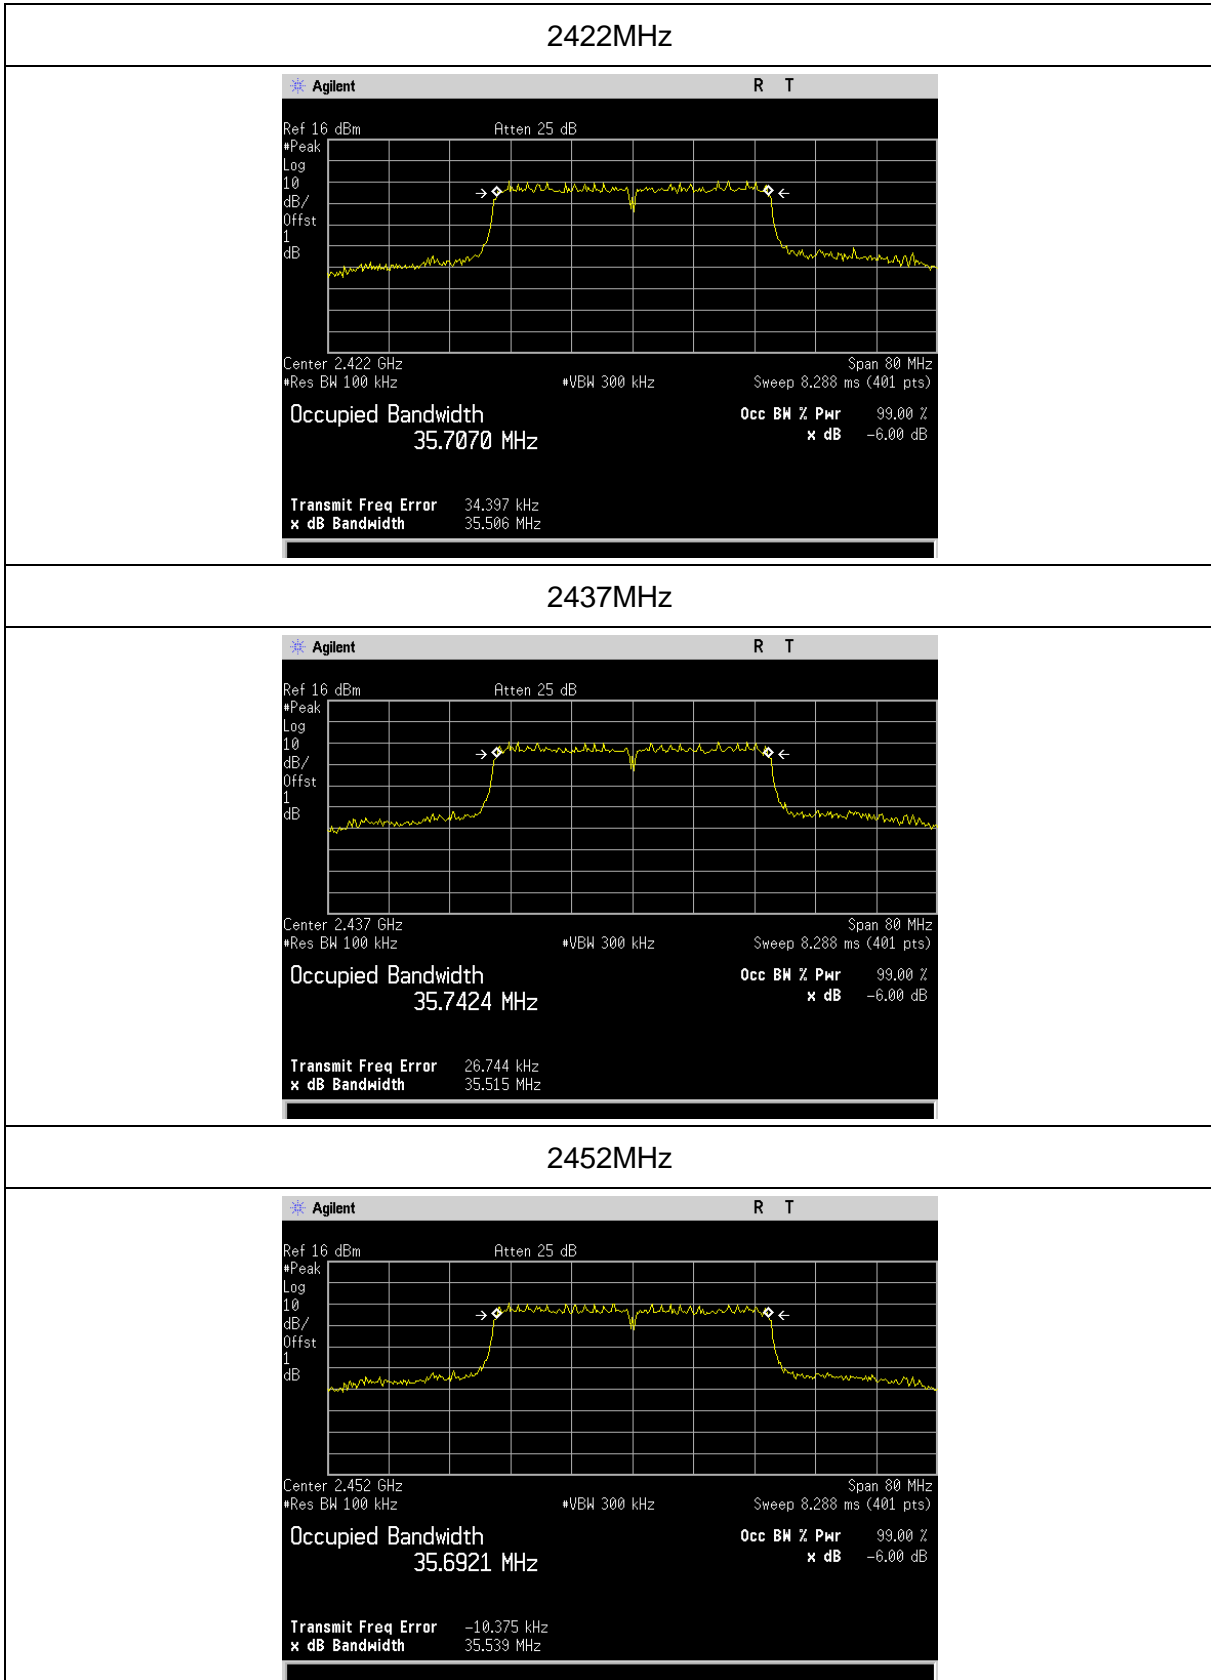 2422MHz
Agilent R T
Ref 16 dBm Atten 25 dB
#Peak
Log
10
dB/
Offst
1
dB
Center 2.422 GHz Span 80 MHz
#Res BW 100 kHz #VBW 300 kHz Sweep 8.288 ms (401 pts)
Occupied Bandwidth Occ BW % Pwr 99.00 %
35.7070 MHz x dB -6.00 dB
Transmit Freq Error 34.397 kHz
x dB Bandwidth 35.506 MHz
2437MHz
Agilent R T
Ref 16 dBm Atten 25 dB
#Peak
Log
10
dB/
Offst
1
dB
Center 2.437 GHz Span 80 MHz
#Res BW 100 kHz #VBW 300 kHz Sweep 8.288 ms (401 pts)
Occupied Bandwidth Occ BW % Pwr 99.00 %
35.7424 MHz x dB -6.00 dB
Transmit Freq Error 26.744 kHz
x dB Bandwidth 35.515 MHz
2452MHz
Agilent R T
Ref 16 dBm Atten 25 dB
#Peak
Log
10
dB/
Offst
1
dB
Center 2.452 GHz Span 80 MHz
#Res BW 100 kHz #VBW 300 kHz Sweep 8.288 ms (401 pts)
Occupied Bandwidth Occ BW % Pwr 99.00 %
35.6921 MHz x dB -6.00 dB
Transmit Freq Error -10.375 kHz
x dB Bandwidth 35.539 MHz